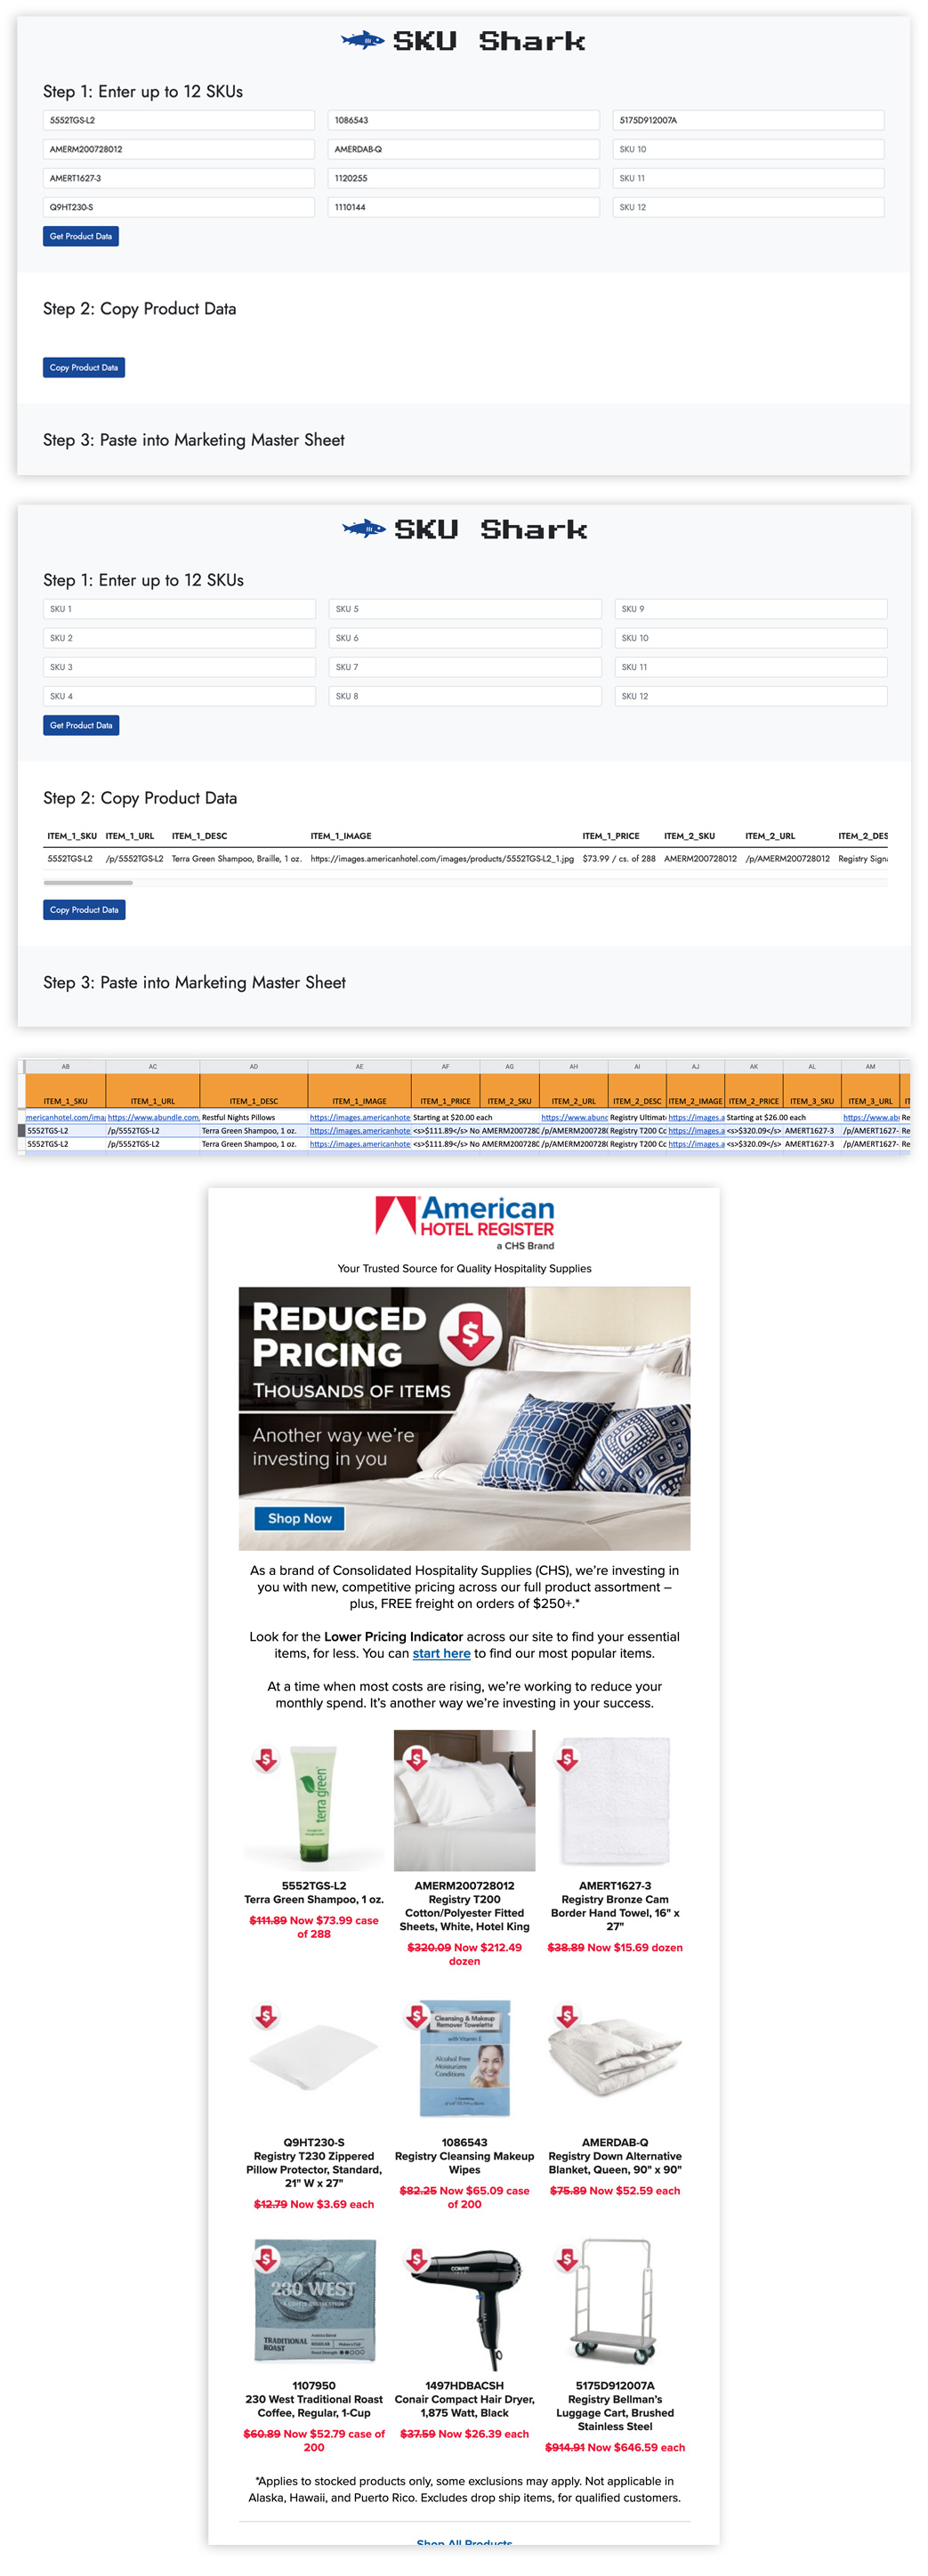 SKU Shark
Step 1: Enter up to 12 SKUs
5552TGS-L2 1086543 5175D912007A
AMERM200728012 AMERDAB-Q SKU 10
AMERT1627-3 1120255 SKU 11
Q9HT230-S 1110144 SKU 12
Get Product Data
Step 2: Copy Product Data
Copy Product Data
Step 3: Paste into Marketing Master Sheet
SKU Shark
Step 1: Enter up to 12 SKUs
SKU 1 SKU 5 SKU 9
SKU 2 SKU 6 SKU 10
SKU 3 SKU 7 SKU 11
SKU 4 SKU 8 SKU 12
Get Product Data
Step 2: Copy Product Data
ITEM_1_SKU ITEM_1_URL ITEM_1_DESC ITEM_1_IMAGE ITEM_1_PRICE ITEM_2_SKU ITEM_2_URL ITEM_2_DES
5552TGS-L2 /p/5552TGS-L2 Terra Green Shampoo, Braille, 1 oz. https://images.americanhotel.com/images/products/5552TGS-L2_1.jpg $73.99 / cs. of 288 AMERM200728012 /p/AMERM200728012 Registry Sign
Copy Product Data
Step 3: Paste into Marketing Master Sheet
AB AC AD AE AF AG AH AI AJ AK AL AM
ITEM_1_SKU ITEM_1_URL ITEM_1_DESC ITEM_1_IMAGE ITEM_1_PRICE ITEM_2_SKU ITEM_2_URL ITEM_2_DESC ITEM_2_IMAGE ITEM_2_PRICE ITEM_3_SKU ITEM_3_URL IT
mericanhotel.com/ima https://www.abundle.com, Restful Nights Pillows https://images.americanhote Starting at $20.00 each https://www.abunc Registry Ultimat https://images.a Starting at $26.00 each https://www.ab Re
5552TGS-L2 /p/5552TGS-L2 Terra Green Shampoo, 1 oz. https://images.americanhote <s>$111.89</s> No AMERM200728C /p/AMERM200728 Registry T200 Cc https://images.a <s>$320.09</s> AMERT1627-3 /p/AMERT1627- Re
5552TGS-L2 /p/5552TGS-L2 Terra Green Shampoo, 1 oz. https://images.americanhote <s>$111.89</s> No AMERM200728C /p/AMERM200728 Registry T200 Cc https://images.a <s>$320.09</s> AMERT1627-3 /p/AMERT1627- Re
American
HOTEL REGISTER
a CHS Brand
Your Trusted Source for Quality Hospitality Supplies
REDUCED
PRICING
$
THOUSANDS OF ITEMS
Another way we're
investing in you
Shop Now
As a brand of Consolidated Hospitality Supplies (CHS), we're investing in
you with new, competitive pricing across our full product assortment –
plus, FREE freight on orders of $250+.*
Look for the Lower Pricing Indicator across our site to find your essential
items, for less. You can start here to find our most popular items.
At a time when most costs are rising, we're working to reduce your
monthly spend. It's another way we're investing in your success.
$ $ $
terra green
5552TGS-L2
Terra Green Shampoo, 1 oz.
$111.89 Now $73.99 case
of 288
AMERM200728012
Registry T200
Cotton/Polyester Fitted
Sheets, White, Hotel King
$320.09 Now $212.49
dozen
AMERT1627-3
Registry Bronze Cam
Border Hand Towel, 16" x
27"
$38.89 Now $15.69 dozen
$ $ $
Cleansing & Makeup
Remover Towelette
with Vitamin E
Alcohol Free
Moisturizes
Conditions
Q9HT230-S
Registry T230 Zippered
Pillow Protector, Standard,
21" W x 27"
$12.79 Now $3.69 each
1086543
Registry Cleansing Makeup
Wipes
$82.25 Now $65.09 case
of 200
AMERDAB-Q
Registry Down Alternative
Blanket, Queen, 90" x 90"
$75.89 Now $52.59 each
$ $ $
230 WEST
TRADITIONAL
ROAST
CONAIR
1107950
230 West Traditional Roast
Coffee, Regular, 1-Cup
$60.89 Now $52.79 case of
200
1497HDBACSH
Conair Compact Hair Dryer,
1,875 Watt, Black
$37.59 Now $26.39 each
5175D912007A
Registry Bellman's
Luggage Cart, Brushed
Stainless Steel
$914.91 Now $646.59 each
*Applies to stocked products only, some exclusions may apply. Not applicable in
Alaska, Hawaii, and Puerto Rico. Excludes drop ship items, for qualified customers.
Shop All Products